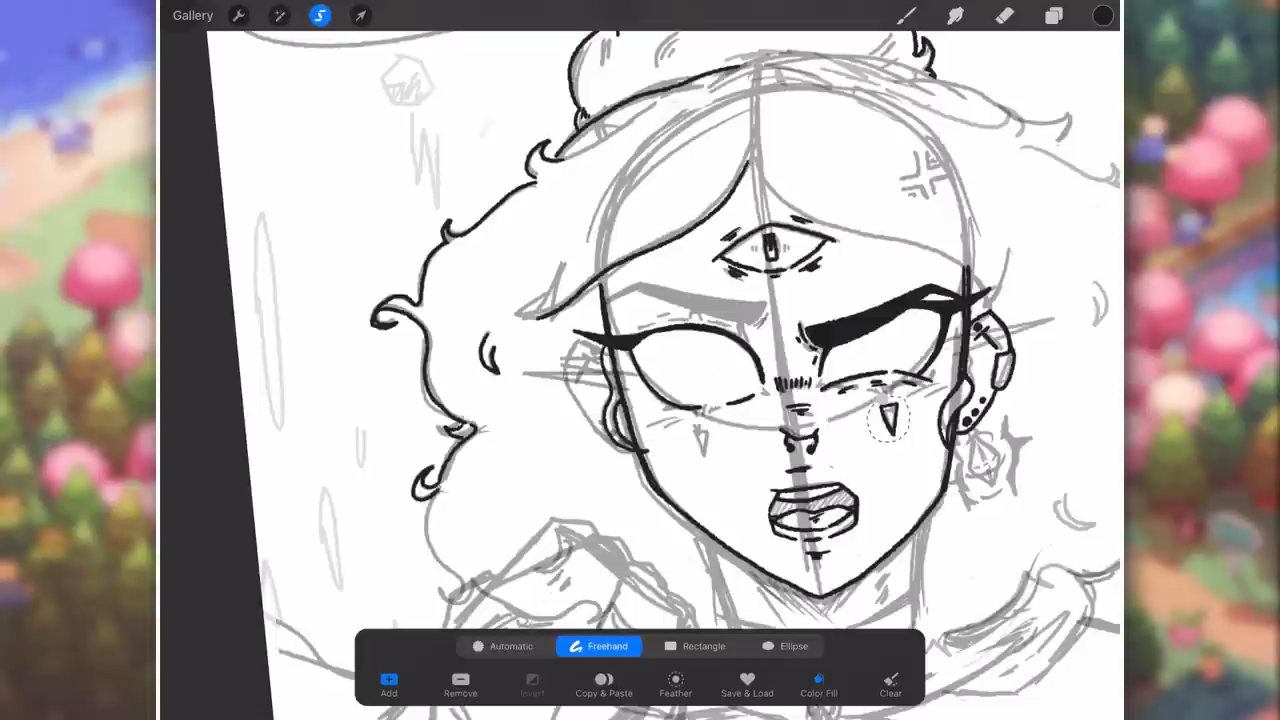 Gallery
Automatic Freehand Rectangle Ellipse
Add Remove Invert Copy & Paste Feather Save & Load Color Fill Clear